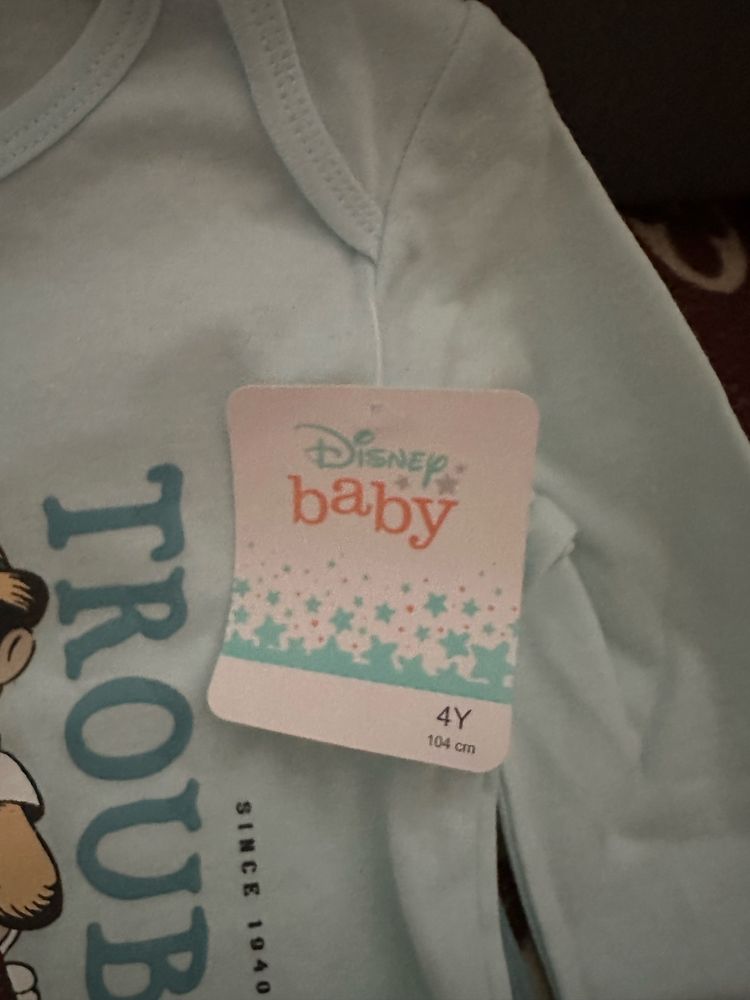 Disney
baby
4Y
104 cm
TROUB
SINCE 1940